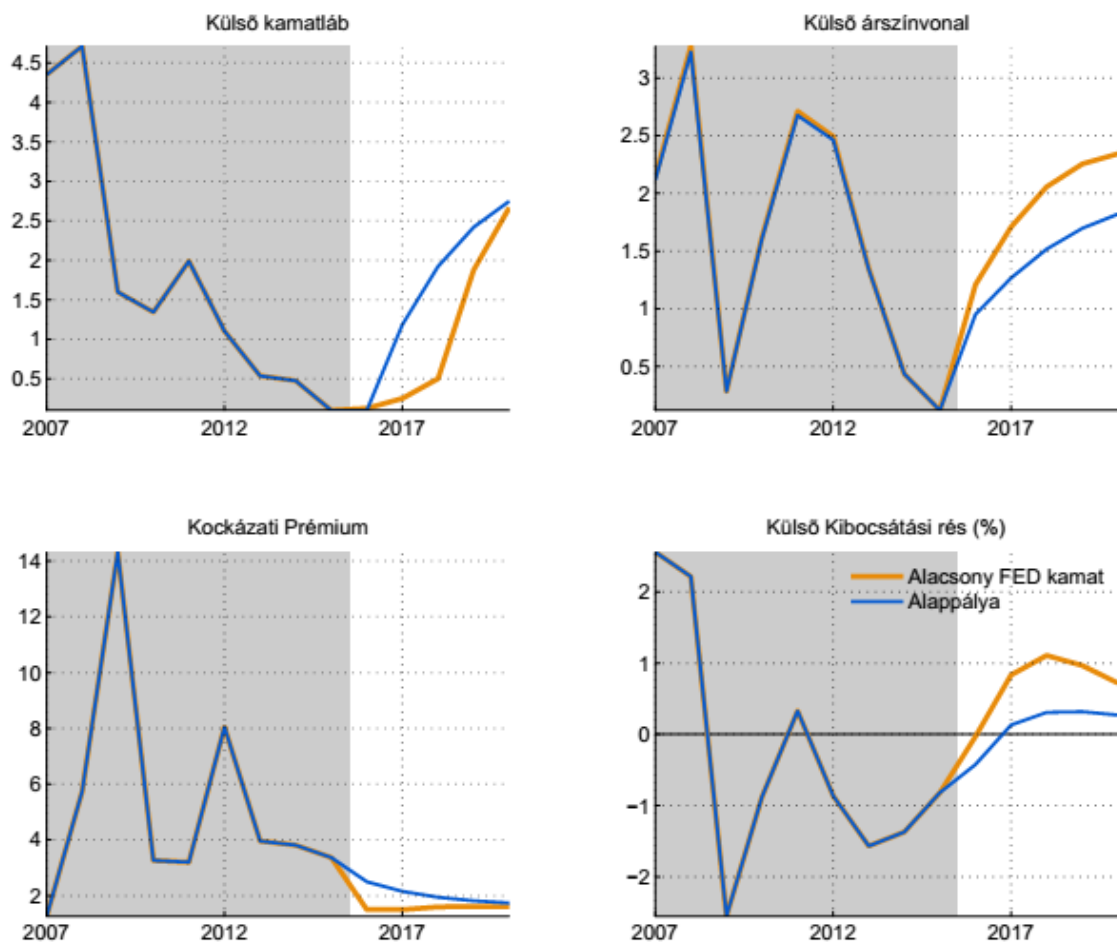 Külső kamatláb
4.5
4
3.5
3
2.5
2
1.5
1
0.5
2007 2012 2017
Külső árszínvonal
3
2.5
2
1.5
1
0.5
2007 2012 2017
Kockázati Prémium
14
12
10
8
6
4
2
2007 2012 2017
Külső Kibocsátási rés (%)
Alacsony FED kamat
Alappálya
2
1
0
−1
−2
2007 2012 2017